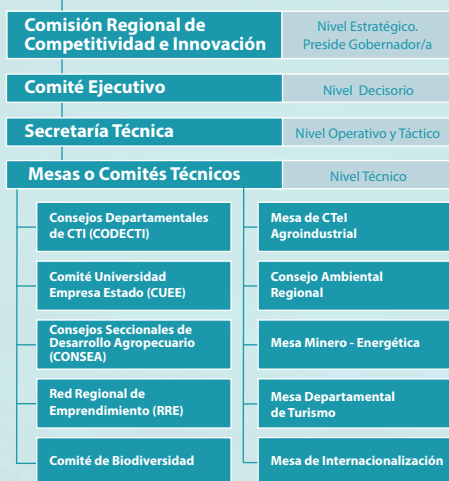 Comisión Regional de
Competitividad e Innovación
Nivel Estratégico.
Preside Gobernador/a
Comité Ejecutivo
Nivel Decisorio
Secretaría Técnica
Nivel Operativo y Táctico
Mesas o Comités Técnicos
Nivel Técnico
Consejos Departamentales
de CTI (CODECTI)
Mesa de CTeI
Agroindustrial
Comité Universidad
Empresa Estado (CUEE)
Consejo Ambiental
Regional
Consejos Seccionales de
Desarrollo Agropecuario
(CONSEA)
Mesa Minero - Energética
Red Regional de
Emprendimiento (RRE)
Mesa Departamental
de Turismo
Comité de Biodiversidad
Mesa de Internacionalización